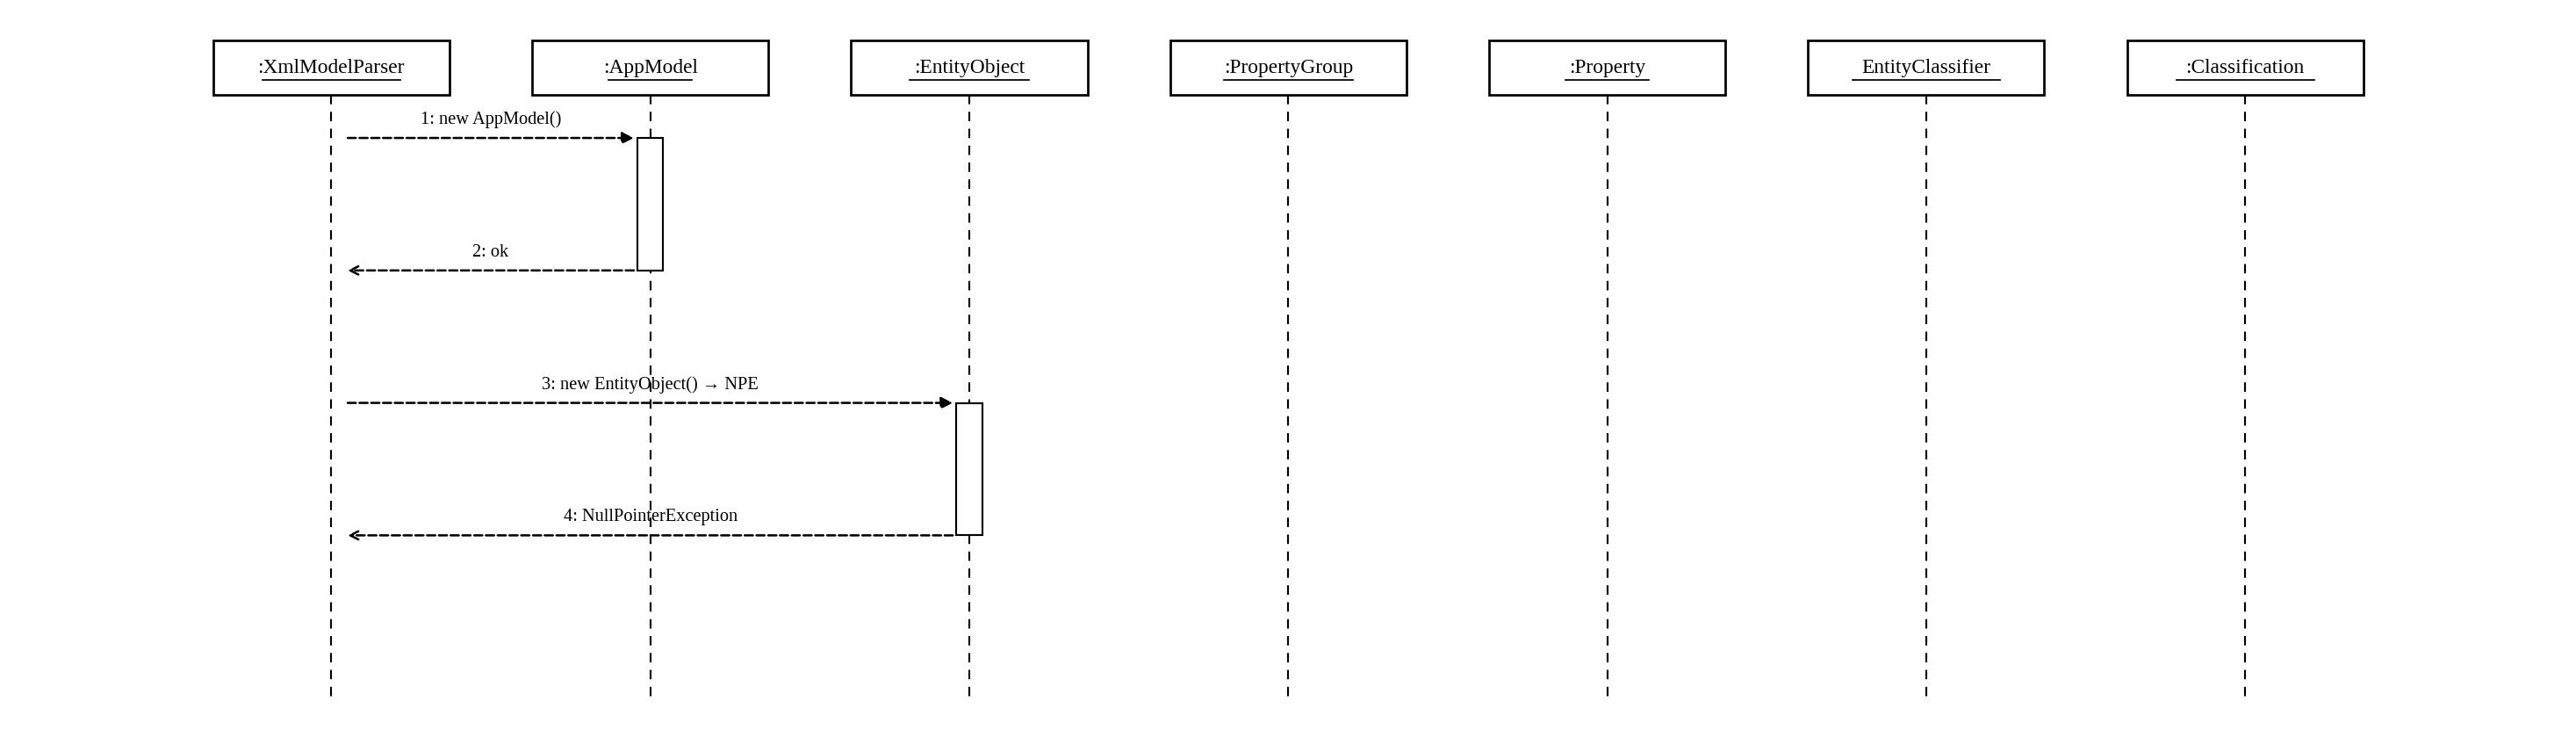 :XmlModelParser
:AppModel
:EntityObject
:PropertyGroup
:Property
EntityClassifier
:Classification
1: new AppModel()
2: ok
3: new EntityObject() → NPE
4: NullPointerException